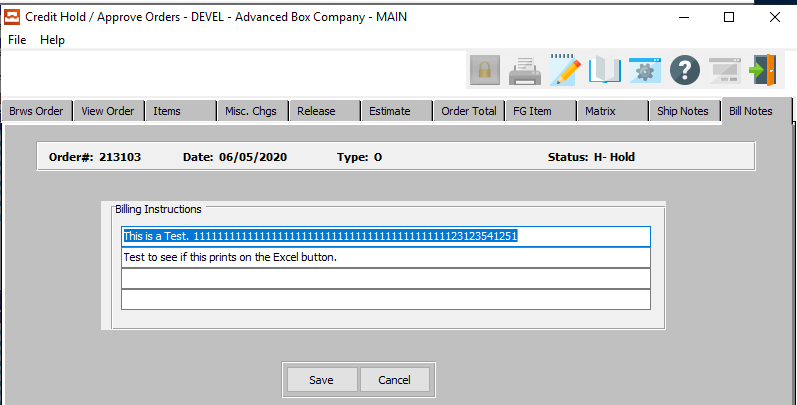 Credit Hold / Approve Orders - DEVEL - Advanced Box Company - MAIN
File Help
Brws Order View Order Items Misc. Chgs Release Estimate Order Total FG Item Matrix Ship Notes Bill Notes
Order#: 213103 Date: 06/05/2020 Type: O Status: H- Hold
Billing Instructions
This is a Test. 1111111111111111111111111111111111111111111123123541251
Test to see if this prints on the Excel button.
Save Cancel